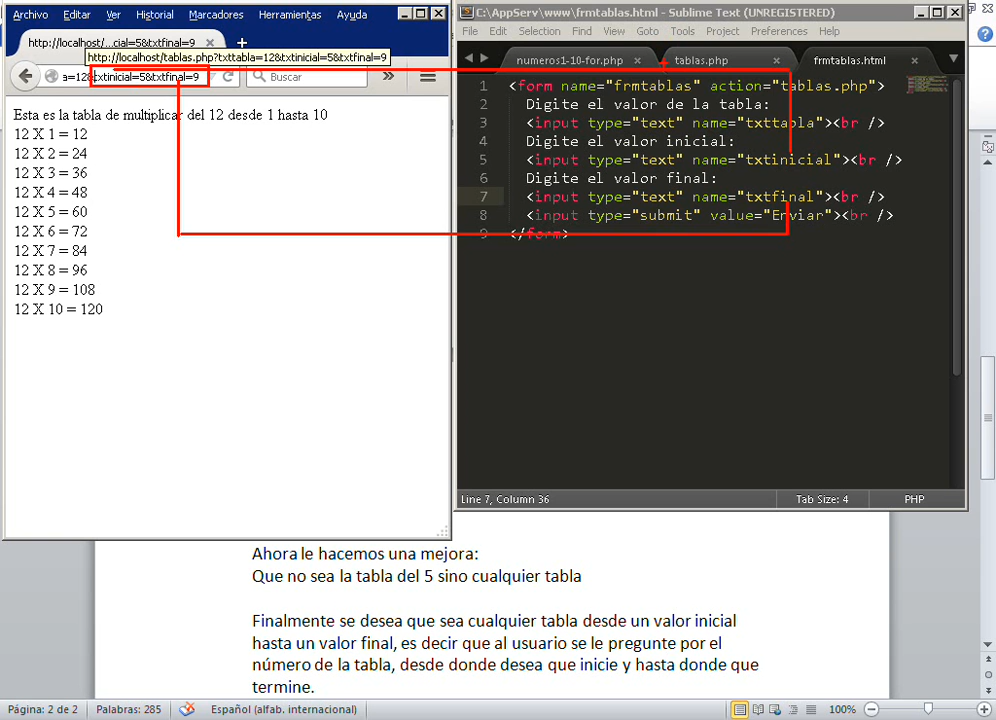 Archivo Editar Ver Historial Marcadores Herramientas Ayuda
http://localhost/...cial=5&txtfinal=9
http://localhost/tablas.php?txttabla=12&txtinicial=5&txtfinal=9
a=12&txtinicial=5&txtfinal=9
Buscar
Esta es la tabla de multiplicar del 12 desde 1 hasta 10
12 X 1 = 12
12 X 2 = 24
12 X 3 = 36
12 X 4 = 48
12 X 5 = 60
12 X 6 = 72
12 X 7 = 84
12 X 8 = 96
12 X 9 = 108
12 X 10 = 120
C:\AppServ\www\frmtablas.html - Sublime Text (UNREGISTERED)
File Edit Selection Find View Goto Tools Project Preferences Help
numeros1-10-for.php tablas.php frmtablas.html
1 <form name="frmtablas" action="tablas.php">
2 Digite el valor de la tabla:
3 <input type="text" name="txttabla"><br />
4 Digite el valor inicial:
5 <input type="text" name="txtinicial"><br />
6 Digite el valor final:
7 <input type="text" name="txtfinal"><br />
8 <input type="submit" value="Enviar"><br />
9 </form>
Line 7, Column 36 Tab Size: 4 PHP
Ahora le hacemos una mejora:
Que no sea la tabla del 5 sino cualquier tabla
Finalmente se desea que sea cualquier tabla desde un valor inicial
hasta un valor final, es decir que al usuario se le pregunte por el
número de la tabla, desde donde desea que inicie y hasta donde que
termine.
Página: 2 de 2 Palabras: 285 Español (alfab. internacional) 100%